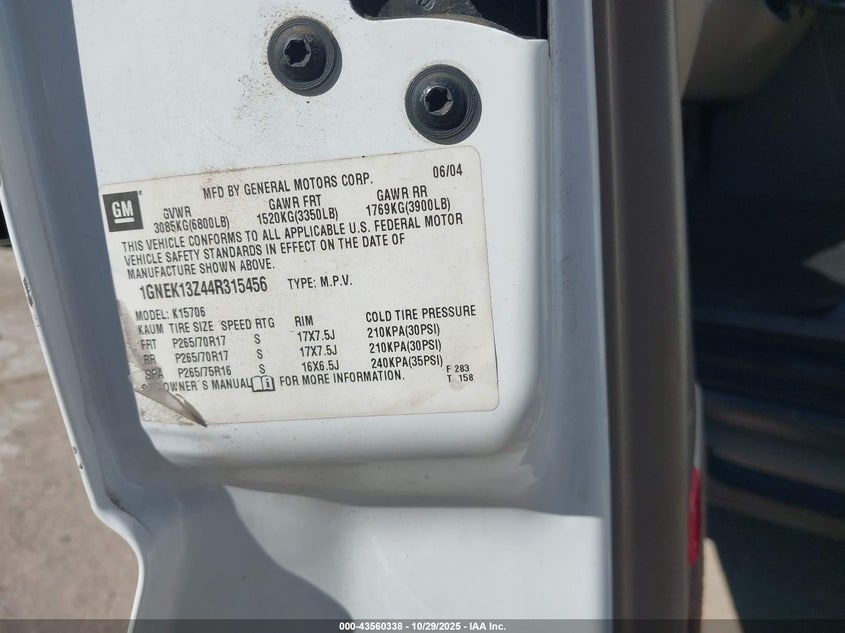 06/04
MFD BY GENERAL MOTORS CORP.
GM
GVWR GAWR FRT GAWR RR
3085KG(6800LB) 1520KG(3350LB) 1769KG(3900LB)
THIS VEHICLE CONFORMS TO ALL APPLICABLE U.S. FEDERAL MOTOR
VEHICLE SAFETY STANDARDS IN EFFECT ON THE DATE OF
MANUFACTURE SHOWN ABOVE.
1GNEK13Z44R315456 TYPE: M.P.V.
MODEL: K15706
KAUM TIRE SIZE SPEED RTG RIM COLD TIRE PRESSURE
FRT P265/70R17 S 17X7.5J 210KPA(30PSI)
RR P265/70R17 S 17X7.5J 210KPA(30PSI)
SPA P265/75R16 S 16X6.5J 240KPA(35PSI)
OWNER'S MANUAL FOR MORE INFORMATION.
F 283
T 158
000-43560338 | 10/29/2025 - IAA Inc.